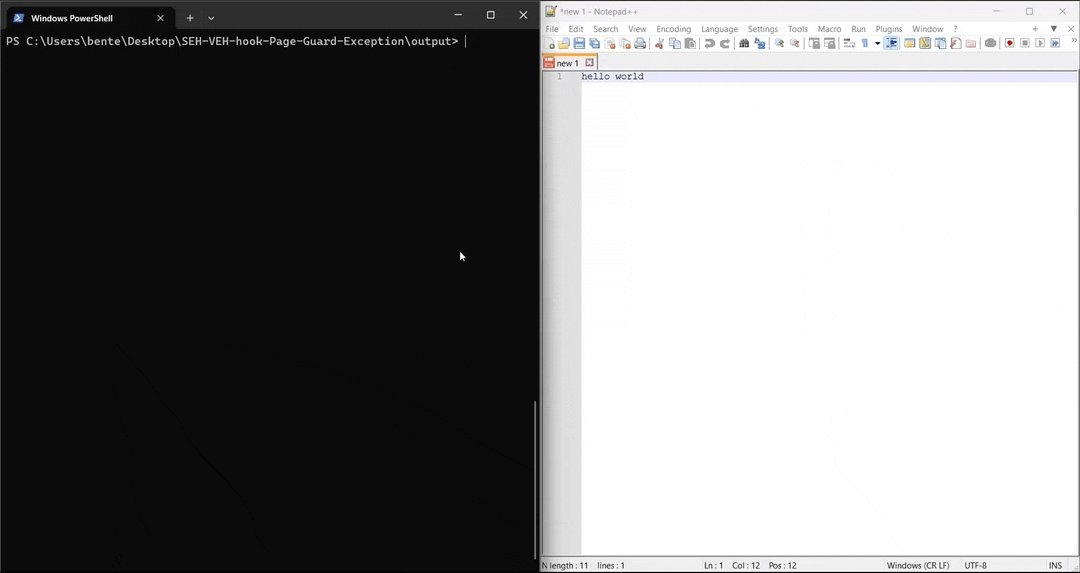 Windows PowerShell
PS C:\Users\bente\Desktop\SEH-VEH-hook-Page-Guard-Exception\output>
*new 1 - Notepad++
File Edit Search View Encoding Language Settings Tools Macro Run Plugins Window ?
new 1
1 hello world
N length : 11 lines : 1 Ln : 1 Col : 12 Pos : 12 Windows (CR LF) UTF-8 INS